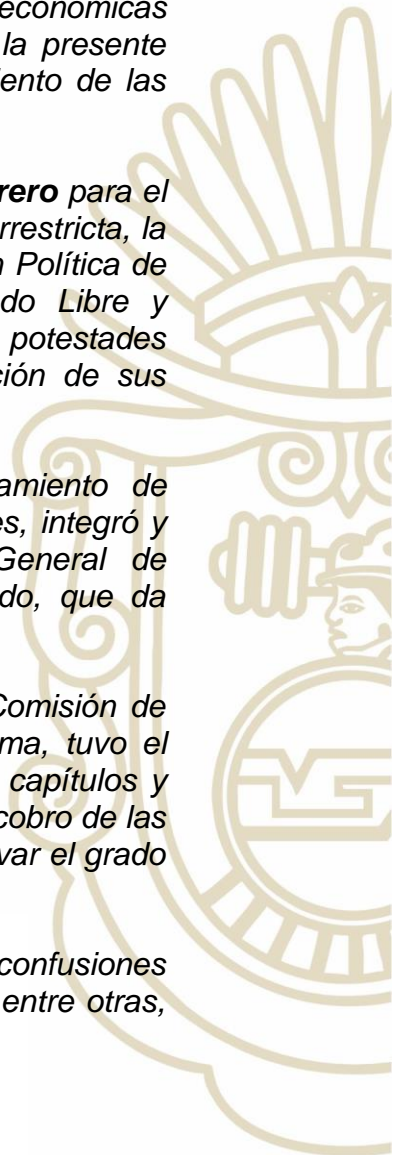 económicas
la presente
iento de las
rero para el
rrestricta, la
Política de
do Libre y
potestades
ción de sus
amiento de
es, integró y
General de
do, que da
Comisión de
ma, tuvo el
capítulos y
cobro de las
var el grado
confusiones
entre otras,